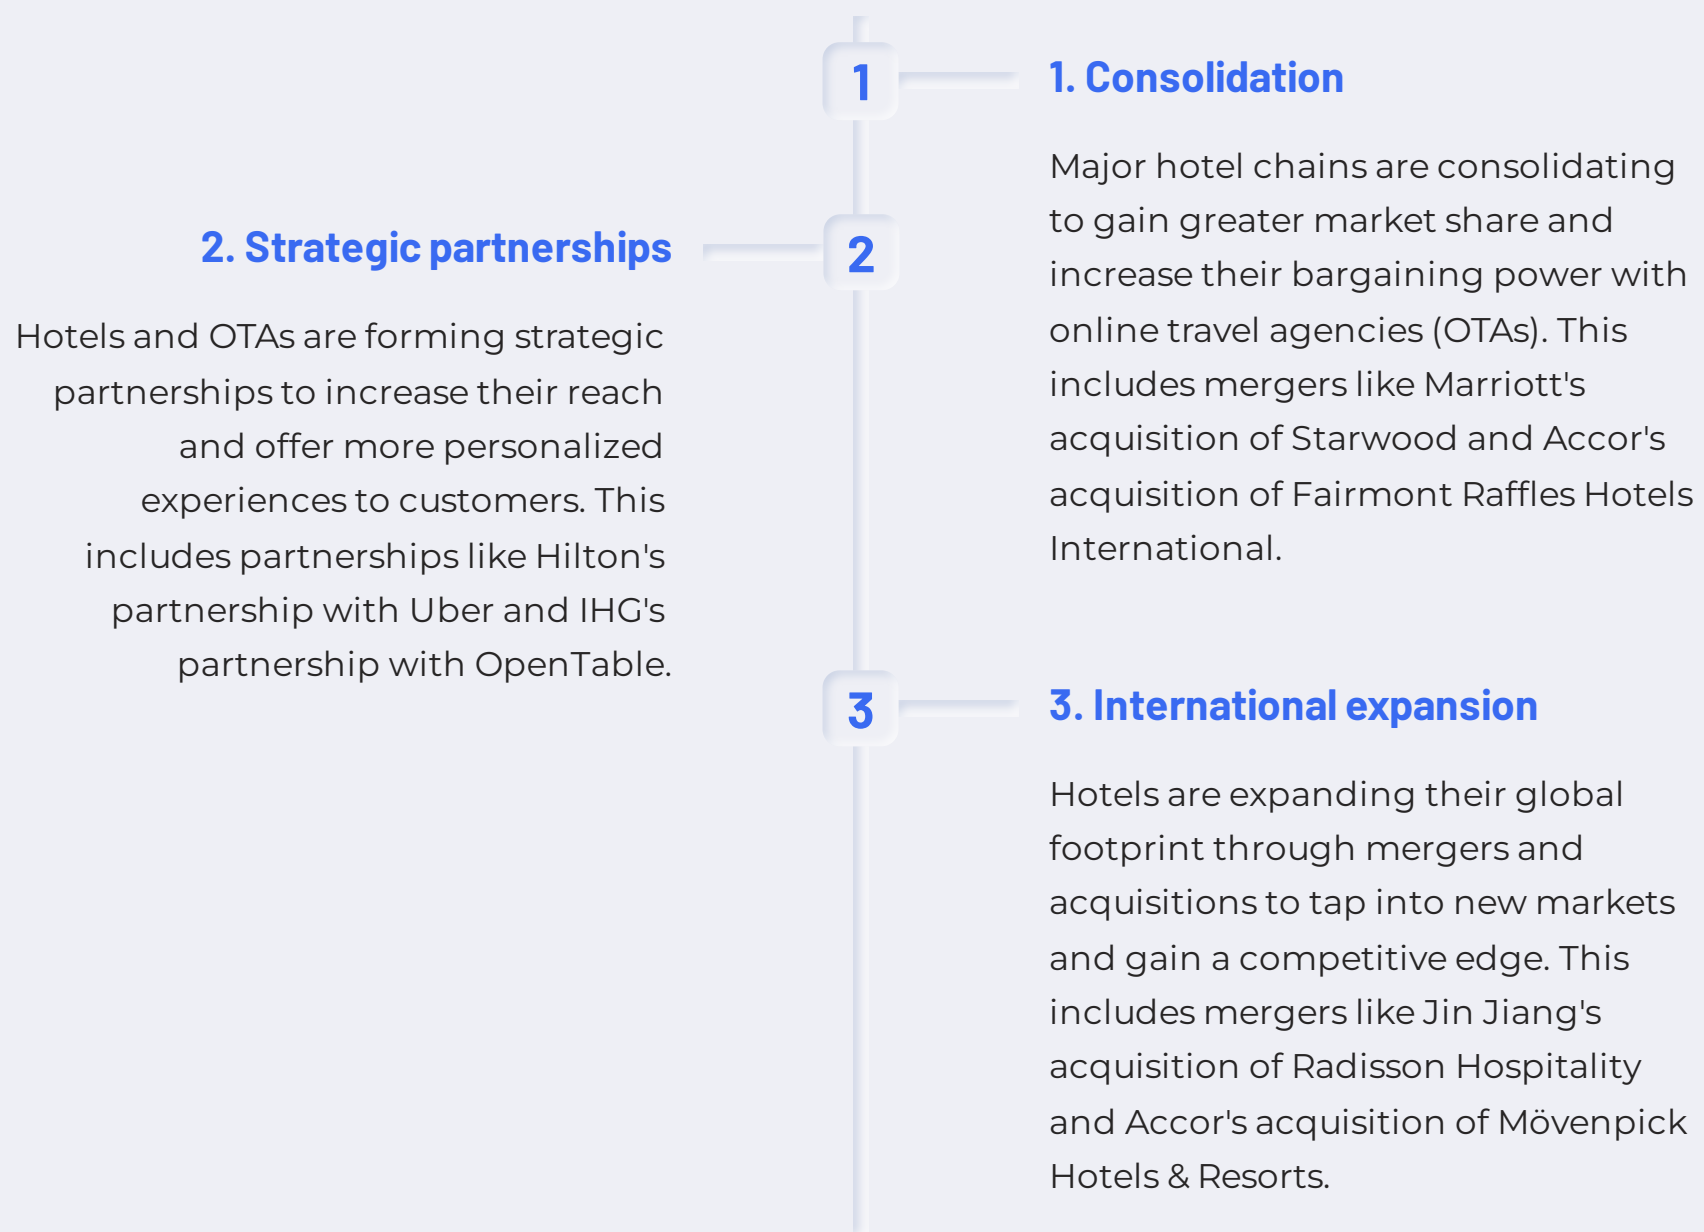 1
1. Consolidation
Major hotel chains are consolidating
to gain greater market share and
increase their bargaining power with
online travel agencies (OTAs). This
includes mergers like Marriott's
acquisition of Starwood and Accor's
acquisition of Fairmont Raffles Hotels
International.
2. Strategic partnerships
2
Hotels and OTAs are forming strategic
partnerships to increase their reach
and offer more personalized
experiences to customers. This
includes partnerships like Hilton's
partnership with Uber and IHG's
partnership with OpenTable.
3
3. International expansion
Hotels are expanding their global
footprint through mergers and
acquisitions to tap into new markets
and gain a competitive edge. This
includes mergers like Jin Jiang's
acquisition of Radisson Hospitality
and Accor's acquisition of Mövenpick
Hotels & Resorts.